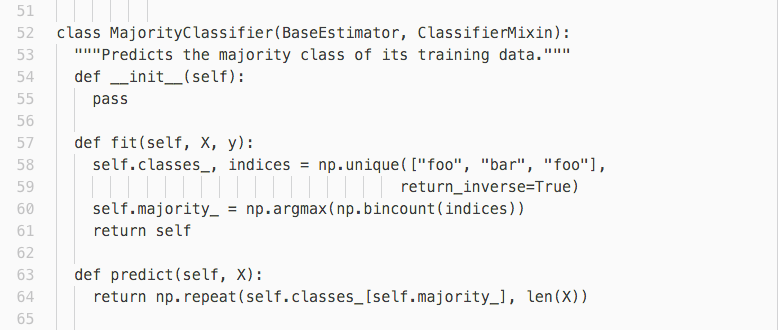 51
52 class MajorityClassifier(BaseEstimator, ClassifierMixin):
53   """Predicts the majority class of its training data."""
54   def __init__(self):
55     pass
56
57   def fit(self, X, y):
58     self.classes_, indices = np.unique(["foo", "bar", "foo"],
59                                        return_inverse=True)
60     self.majority_ = np.argmax(np.bincount(indices))
61     return self
62
63   def predict(self, X):
64     return np.repeat(self.classes_[self.majority_], len(X))
65